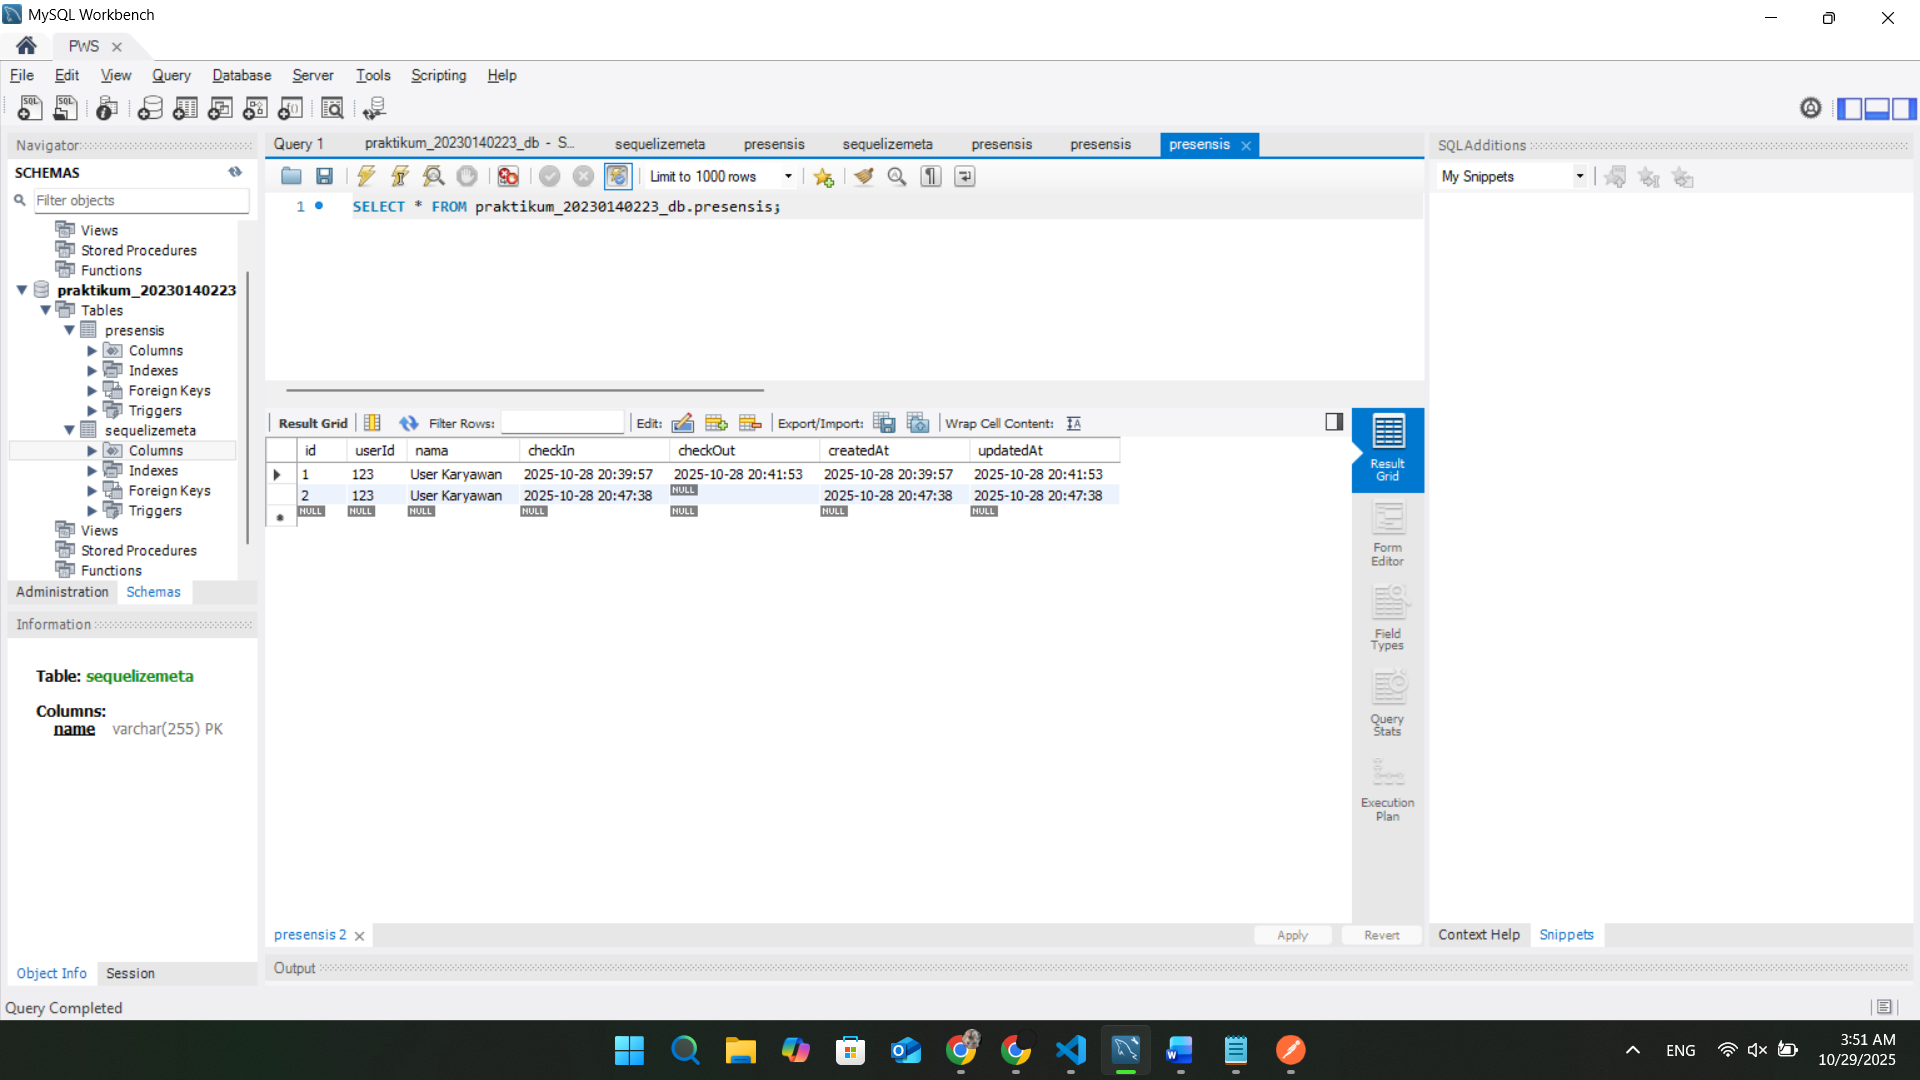 MySQL Workbench
PWS
File Edit View Query Database Server Tools Scripting Help
Navigator
SCHEMAS
Filter objects
Views
Stored Procedures
Functions
praktikum_20230140223
Tables
presensis
Columns
Indexes
Foreign Keys
Triggers
sequelizemeta
Columns
Indexes
Foreign Keys
Triggers
Views
Stored Procedures
Functions
Administration Schemas
Information
Table: sequelizemeta
Columns:
name varchar(255) PK
Object Info Session
Query Completed
Query 1 praktikum_20230140223_db - S... sequelizemeta presensis sequelizemeta presensis presensis presensis
Limit to 1000 rows
1 SELECT * FROM praktikum_20230140223_db.presensis;
Result Grid Filter Rows: Edit: Export/Import: Wrap Cell Content:
id userId nama checkIn checkOut createdAt updatedAt
1 123 User Karyawan 2025-10-28 20:39:57 2025-10-28 20:41:53 2025-10-28 20:39:57 2025-10-28 20:41:53
2 123 User Karyawan 2025-10-28 20:47:38 NULL 2025-10-28 20:47:38 2025-10-28 20:47:38
NULL NULL NULL NULL NULL NULL NULL
Result
Grid
Form
Editor
Field
Types
Query
Stats
Execution
Plan
presensis 2
Apply Revert
Output
SQLAdditions
My Snippets
Context Help Snippets
ENG
3:51 AM
10/29/2025